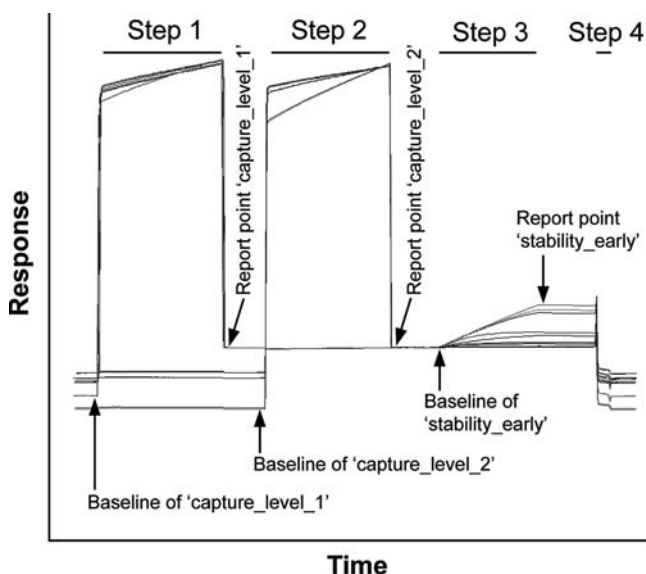 Step 1
Step 2
Step 3
Step 4
Report point ‘capture_level_1’
Report point ‘capture_level_2’
Report point
‘stability_early’
Response
Baseline of
‘stability_early’
Baseline of ‘capture_level_2’
Baseline of ‘capture_level_1’
Time